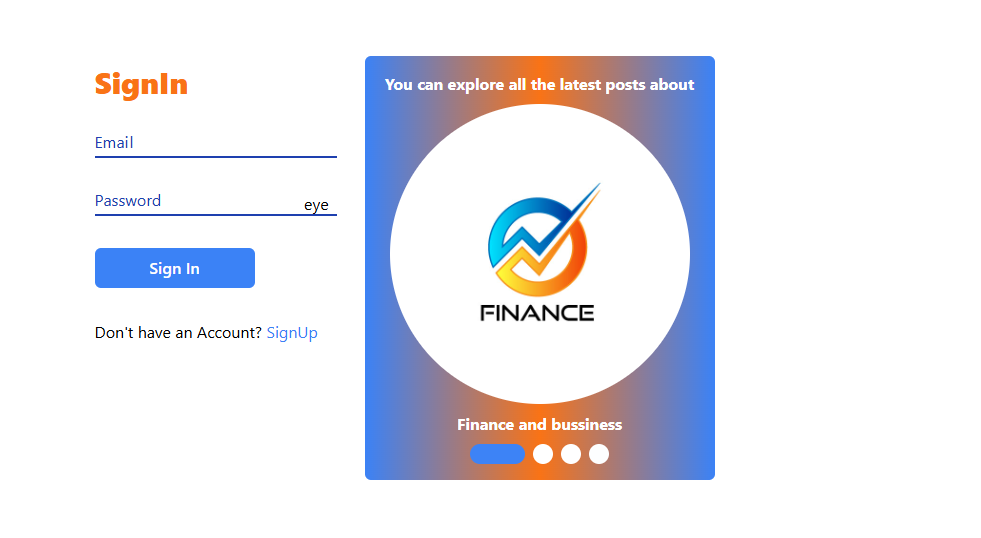 SignIn
Email
Password
eye
Sign In
Don't have an Account? SignUp
You can explore all the latest posts about
FINANCE
Finance and bussiness